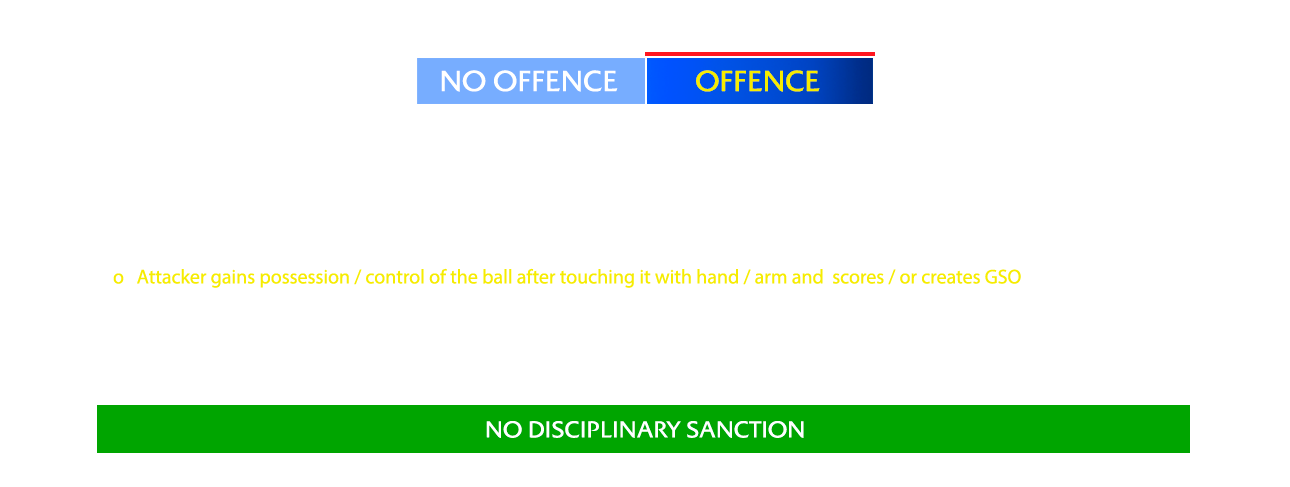 NO OFFENCE OFFENCE
o Attacker gains possession / control of the ball after touching it with hand / arm and scores / or creates GSO
NO DISCIPLINARY SANCTION